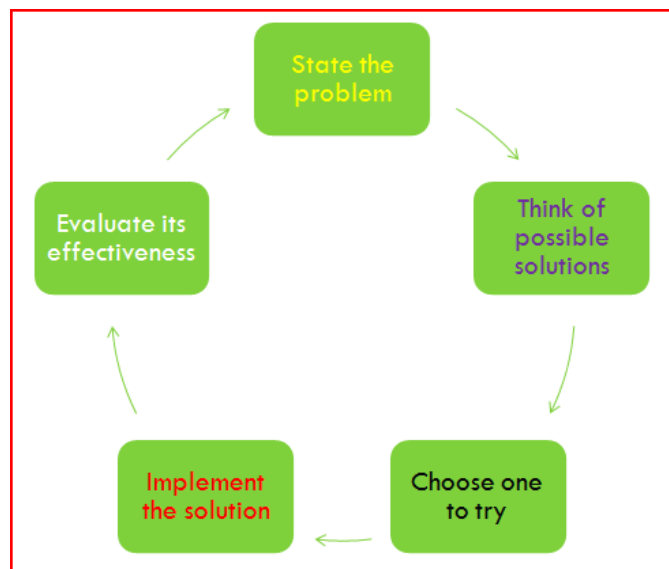 State the
problem
Think of
possible
solutions
Choose one
to try
Implement
the solution
Evaluate its
effectiveness